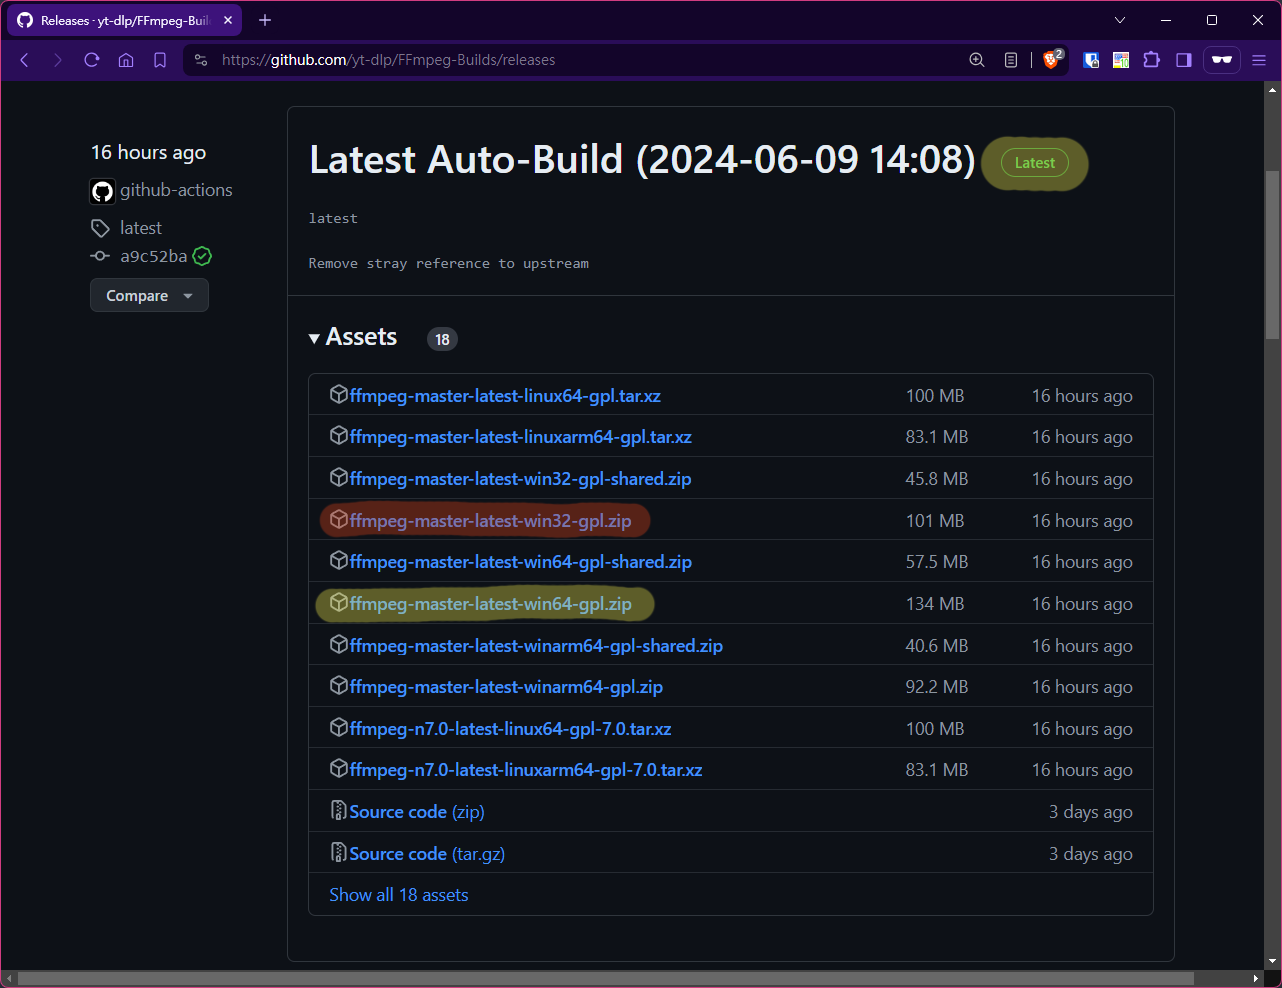 Releases · yt-dlp/FFmpeg-Buil
https://github.com/yt-dlp/FFmpeg-Builds/releases
2
10
16 hours ago
github-actions
latest
a9c52ba
Compare
Latest Auto-Build (2024-06-09 14:08) Latest
latest
Remove stray reference to upstream
Assets 18
ffmpeg-master-latest-linux64-gpl.tar.xz 100 MB 16 hours ago
ffmpeg-master-latest-linuxarm64-gpl.tar.xz 83.1 MB 16 hours ago
ffmpeg-master-latest-win32-gpl-shared.zip 45.8 MB 16 hours ago
ffmpeg-master-latest-win32-gpl.zip 101 MB 16 hours ago
ffmpeg-master-latest-win64-gpl-shared.zip 57.5 MB 16 hours ago
ffmpeg-master-latest-win64-gpl.zip 134 MB 16 hours ago
ffmpeg-master-latest-winarm64-gpl-shared.zip 40.6 MB 16 hours ago
ffmpeg-master-latest-winarm64-gpl.zip 92.2 MB 16 hours ago
ffmpeg-n7.0-latest-linux64-gpl-7.0.tar.xz 100 MB 16 hours ago
ffmpeg-n7.0-latest-linuxarm64-gpl-7.0.tar.xz 83.1 MB 16 hours ago
Source code (zip) 3 days ago
Source code (tar.gz) 3 days ago
Show all 18 assets